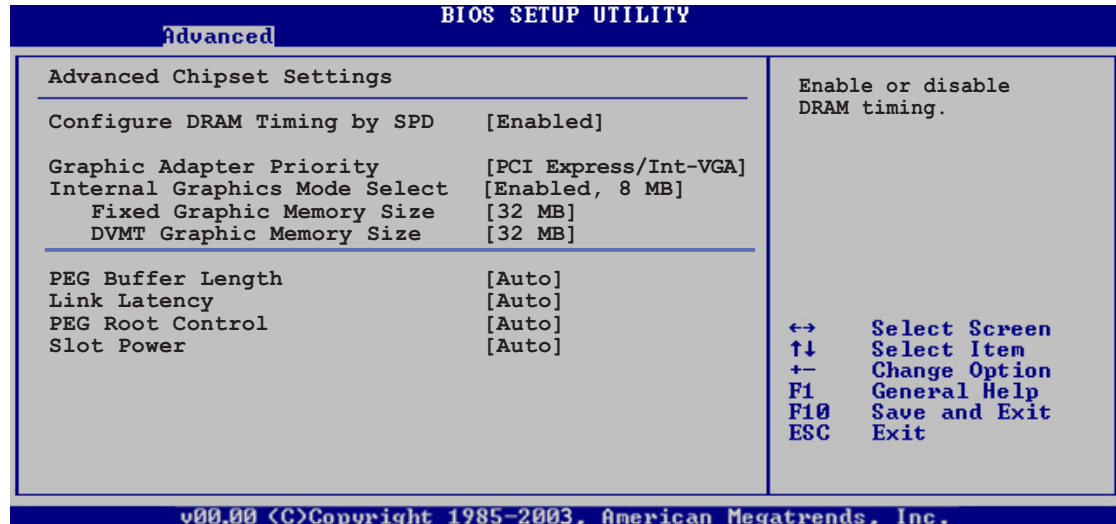 BIOS SETUP UTILITY
Advanced
Advanced Chipset Settings
Configure DRAM Timing by SPD [Enabled]
Graphic Adapter Priority [PCI Express/Int-VGA]
Internal Graphics Mode Select [Enabled, 8 MB]
Fixed Graphic Memory Size [32 MB]
DVMT Graphic Memory Size [32 MB]
PEG Buffer Length [Auto]
Link Latency [Auto]
PEG Root Control [Auto]
Slot Power [Auto]
Enable or disable
DRAM timing.
←→ Select Screen
↑↓ Select Item
+- Change Option
F1 General Help
F10 Save and Exit
ESC Exit
v00.00 (C)Copyright 1985-2003, American Megatrends, Inc.